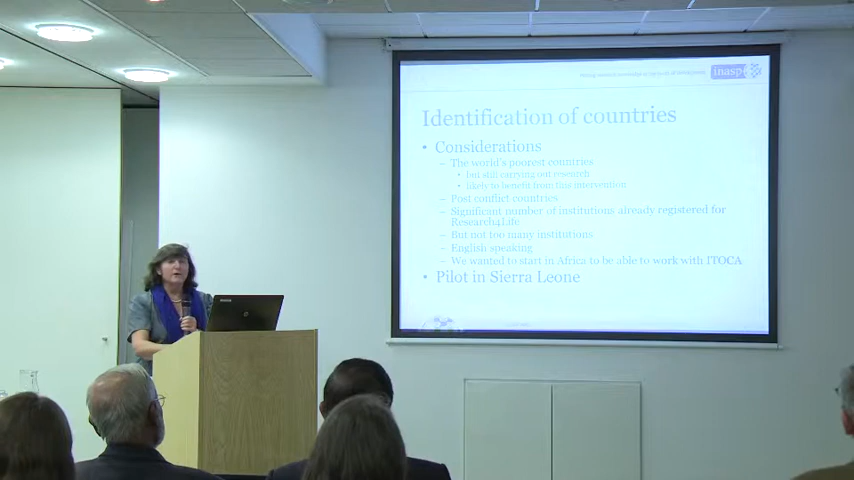 inasp
Identification of countries
• Considerations
– The world's poorest countries
• but still carrying out research
• likely to benefit from this intervention
– Post conflict countries
– Significant number of institutions already registered for
Research4Life
– But not too many institutions
– English speaking
– We wanted to start in Africa to be able to work with ITOCA
• Pilot in Sierra Leone